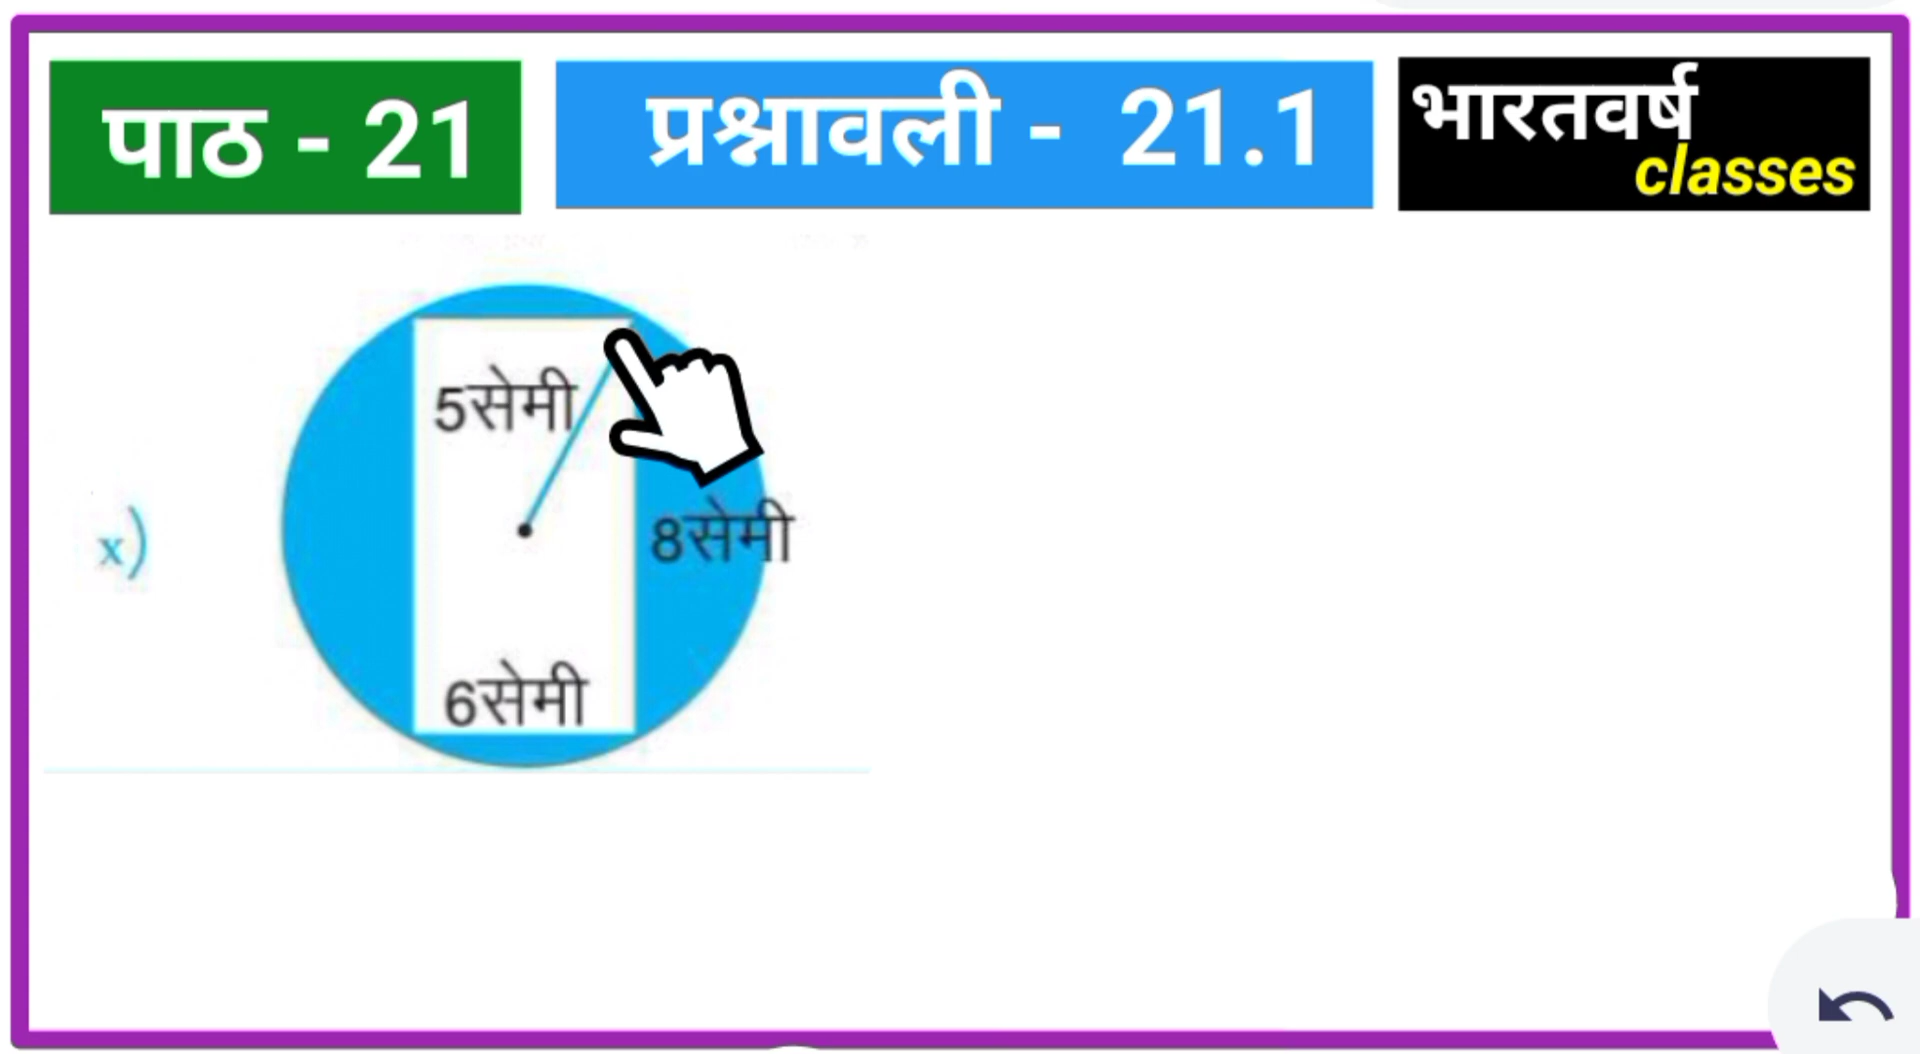 पाठ - 21
प्रश्नावली - 21.1
भारतवर्ष
classes
5सेमी
x)
8सेमी
6सेमी